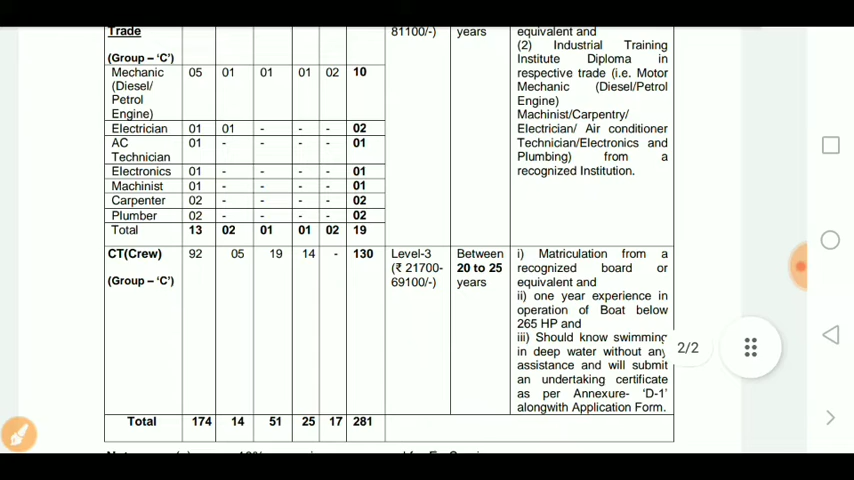 Trade
(Group – ‘C’)
81100/-)
years
equivalent and
(2) Industrial Training
Institute Diploma in
respective trade (i.e. Motor
Mechanic (Diesel/Petrol
Engine)
Machinist/Carpentry/
Electrician/ Air conditioner
Technician/Electronics and
Plumbing) from a
recognized Institution.
Mechanic 05 01 01 01 02 10
(Diesel/
Petrol
Engine)
Electrician 01 01 - - - 02
AC 01 - - - - 01
Technician
Electronics 01 - - - - 01
Machinist 01 - - - - 01
Carpenter 02 - - - - 02
Plumber 02 - - - - 02
Total 13 02 01 01 02 19
CT(Crew) 92 05 19 14 - 130
(Group – ‘C’)
Level-3
(₹ 21700-
69100/-)
Between
20 to 25
years
i) Matriculation from a
recognized board or
equivalent and
ii) one year experience in
operation of Boat below
265 HP and
iii) Should know swimming
in deep water without any
assistance and will submit
an undertaking certificate
as per Annexure- ‘D-1’
alongwith Application Form.
Total 174 14 51 25 17 281
2/2